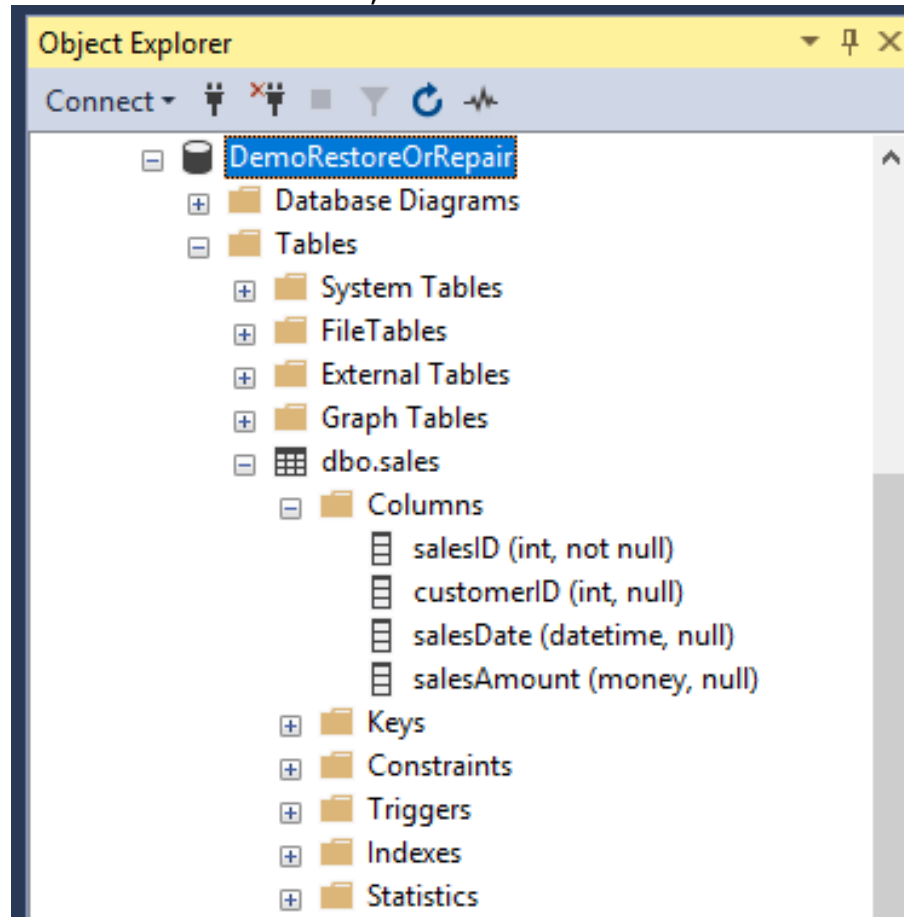 Object Explorer
Connect
DemoRestoreOrRepair
Database Diagrams
Tables
System Tables
FileTables
External Tables
Graph Tables
dbo.sales
Columns
salesID (int, not null)
customerID (int, null)
salesDate (datetime, null)
salesAmount (money, null)
Keys
Constraints
Triggers
Indexes
Statistics